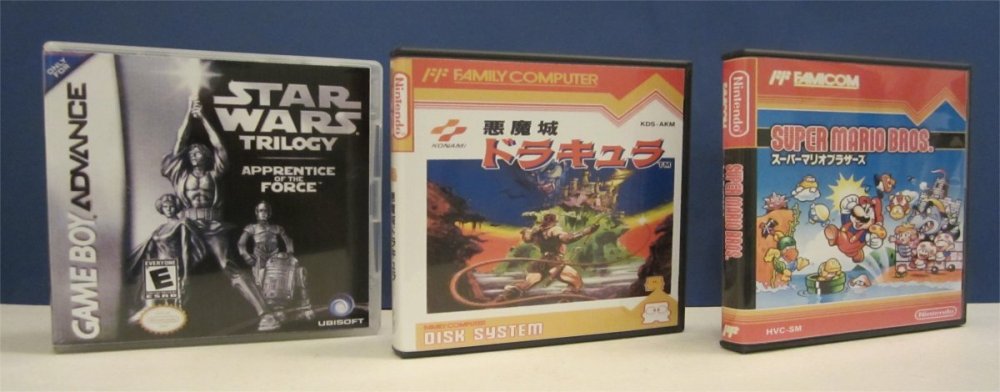 ONLY FOR
GAME BOY ADVANCE
STAR
WARS
TRILOGY
APPRENTICE
OF THE
FORCE
EVERYONE
E
ESRB
UBISOFT
Nintendo
FAMILY COMPUTER
KONAMI
悪魔城
KDS-AKM
ドラキュラ
TM
DISK SYSTEM
Nintendo
FAMICOM
SUPER MARIO BROS.
スーパーマリオブラザーズ
SUPER MARIO BROS.
HVC-SM
Nintendo